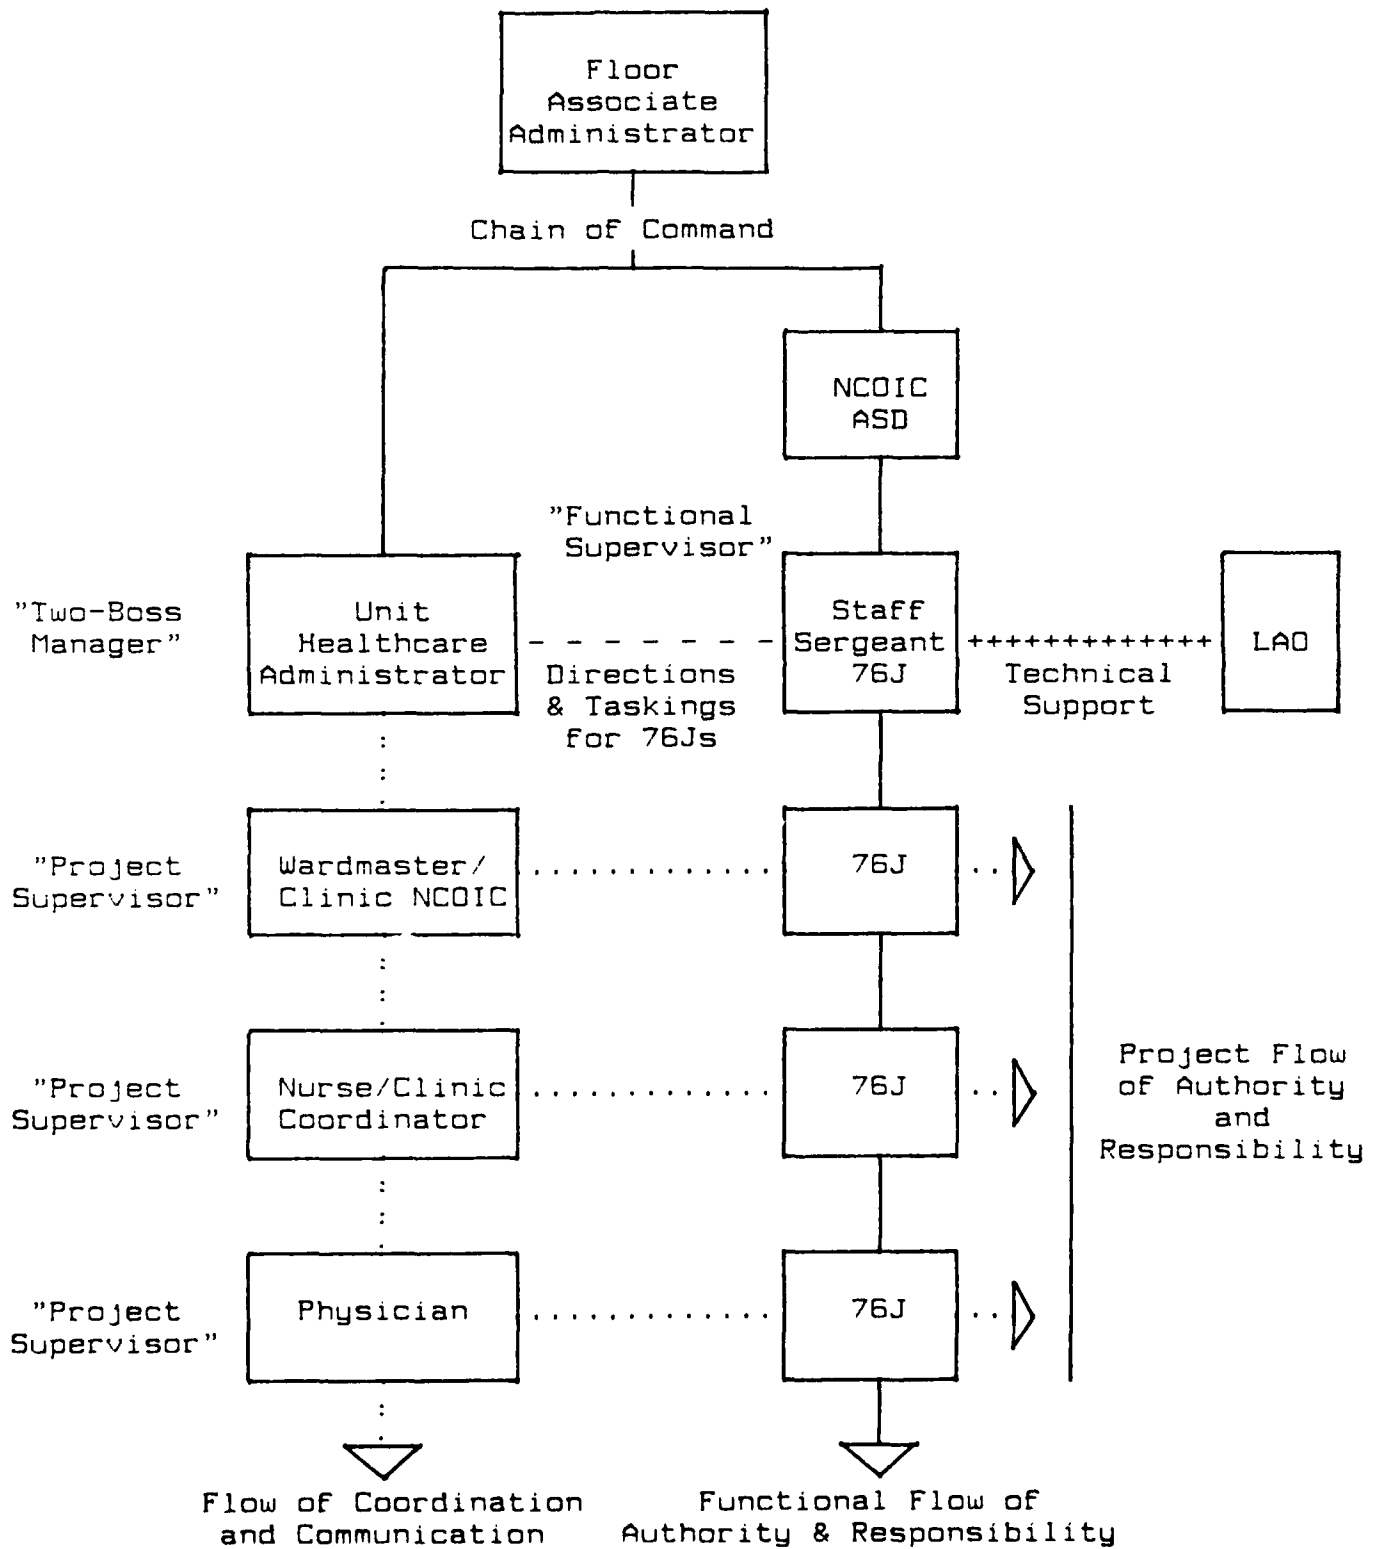 Floor
Associate
Administrator
Chain of Command
NCOIC
ASD
"Functional
Supervisor"
"Two-Boss
Manager"
Unit
Healthcare
Administrator
Directions
& Taskings
for 76Js
Staff
Sergeant
76J
+++++++++++++
Technical
Support
LAO
"Project
Supervisor"
Wardmaster/
Clinic NCOIC
76J
"Project
Supervisor"
Nurse/Clinic
Coordinator
76J
Project Flow
of Authority
and
Responsibility
"Project
Supervisor"
Physician
76J
Flow of Coordination
and Communication
Functional Flow of
Authority & Responsibility